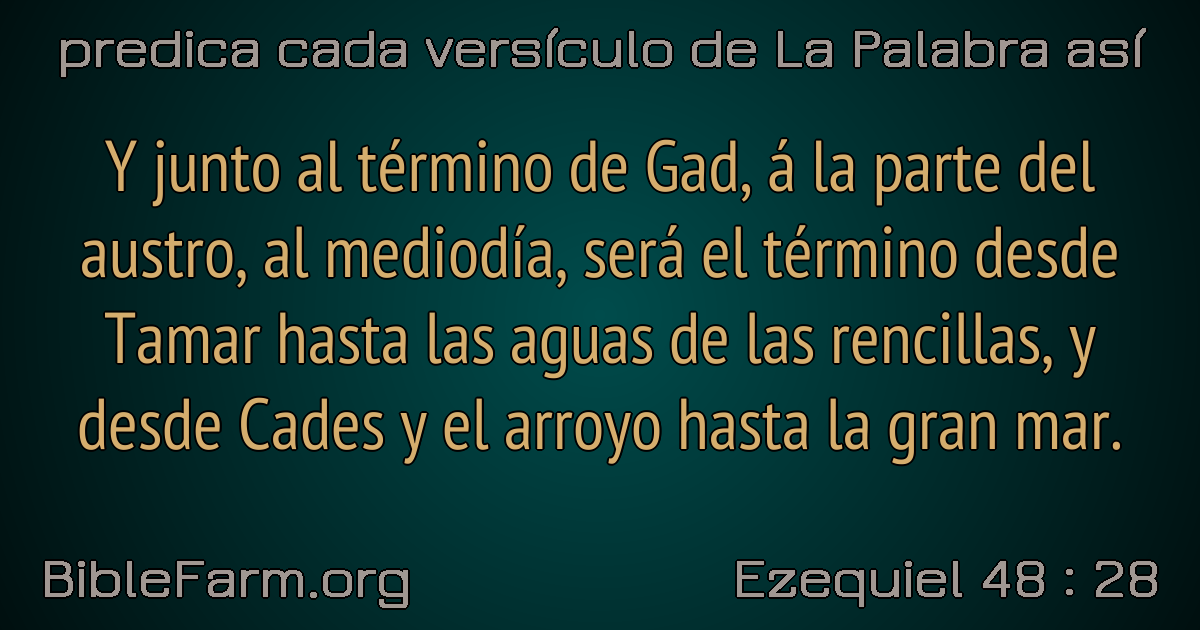 predica cada versículo de La Palabra así
Y junto al término de Gad, á la parte del
austro, al mediodía, será el término desde
Tamar hasta las aguas de las rencillas, y
desde Cades y el arroyo hasta la gran mar.
BibleFarm.org
Ezequiel 48 : 28